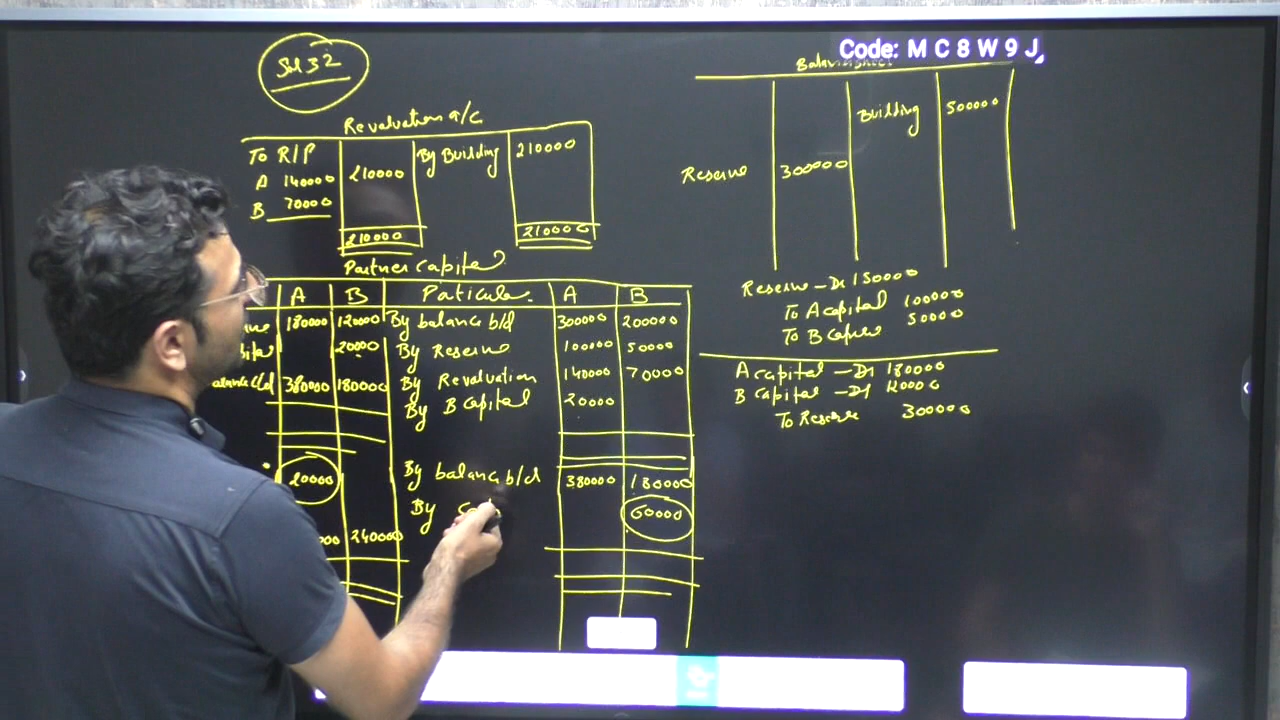 Code: M C 8 W 9 J
Sol 32
Revaluation a/c
To R/P 210000 By Building 210000
A 140000
B 70000
210000 210000
Partner Capital
A B Paticular A B
180000 120000 By balance b/d 300000 200000
20000 By Reserve 100000 50000
380000 180000 By Revaluation 140000 70000
By B Capital 20000
20000 By balance b/d 380000 180000
By 60000
240000
Building 500000
Reserve 300000
Reserve - Dr 150000
To A capital 100000
To B 50000
A capital - Dr 180000
B capital - Dr 120000
To Reserve 300000